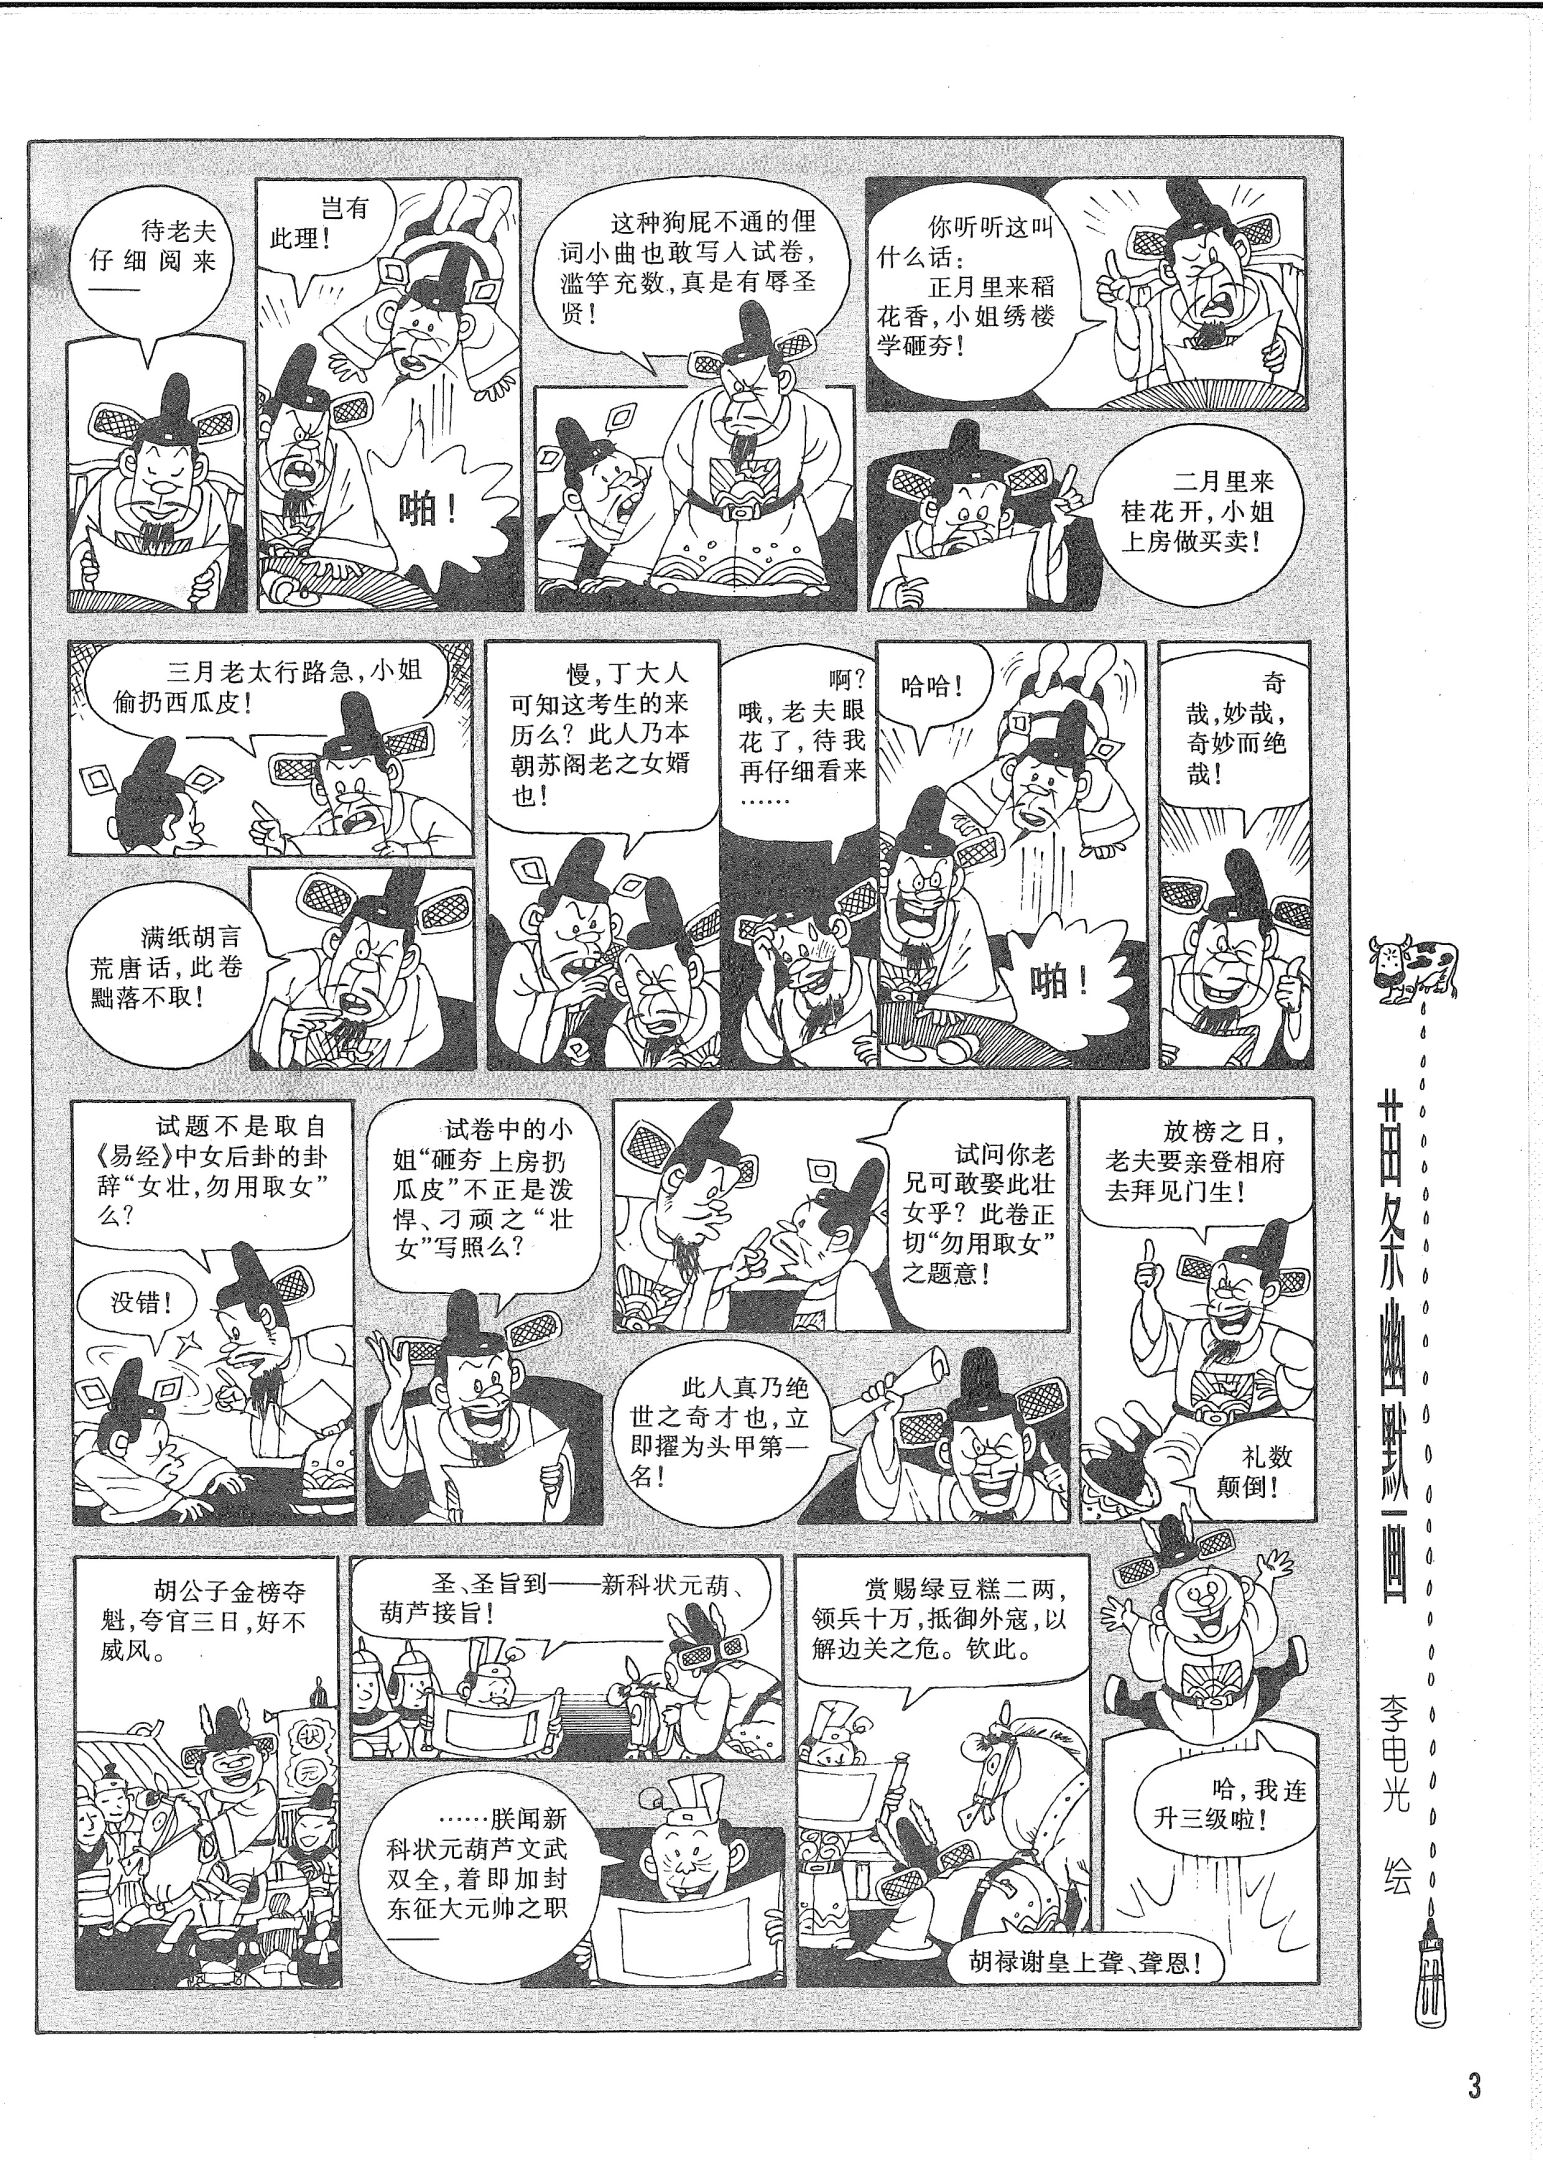 待老夫
仔细阅来
——
岂有
此理！
啪！
这种狗屁不通的俚
词小曲也敢写人试卷，
滥竽充数，真是有辱圣
贤！
你听听这叫
什么话：
正月里来稻
花香，小姐绣楼
学砸夯！
二月里来
桂花开，小姐
上房做买卖！
三月老太行路急，小姐
偷扔西瓜皮！
满纸胡言
荒唐话，此卷
黜落不取！
慢，丁大人
可知这考生的来
历么？此人乃本
朝苏阁老之女婿
也！
啊？
哦，老夫眼
花了，待我
再仔细看来
……
哈哈！
啪！
奇
哉，妙哉，
奇妙而绝
哉！
试题不是取自
《易经》中女后卦的卦
辞“女壮，勿用取女”
么？
没错！
试卷中的小
姐“砸夯上房扔
瓜皮”不正是泼
悍、刁顽之“壮
女”写照么？
试问你老
兄可敢娶此壮
女乎？此卷正
切“勿用取女”
之题意！
此人真乃绝
世之奇才也，立
即擢为头甲第一
名！
放榜之日，
老夫要亲登相府
去拜见门生！
礼数
颠倒！
胡公子金榜夺
魁，夸官三日，好不
威风。
状元
圣、圣旨到——新科状元葫、
葫芦接旨！
……朕闻新
科状元葫芦文武
双全，着即加封
东征大元帅之职
——
赏赐绿豆糕二两，
领兵十万，抵御外寇，以
解边关之危。钦此。
胡禄谢皇上聋、聋恩！
哈，我连
升三级啦！
苗条幽默画
李电光 绘
3